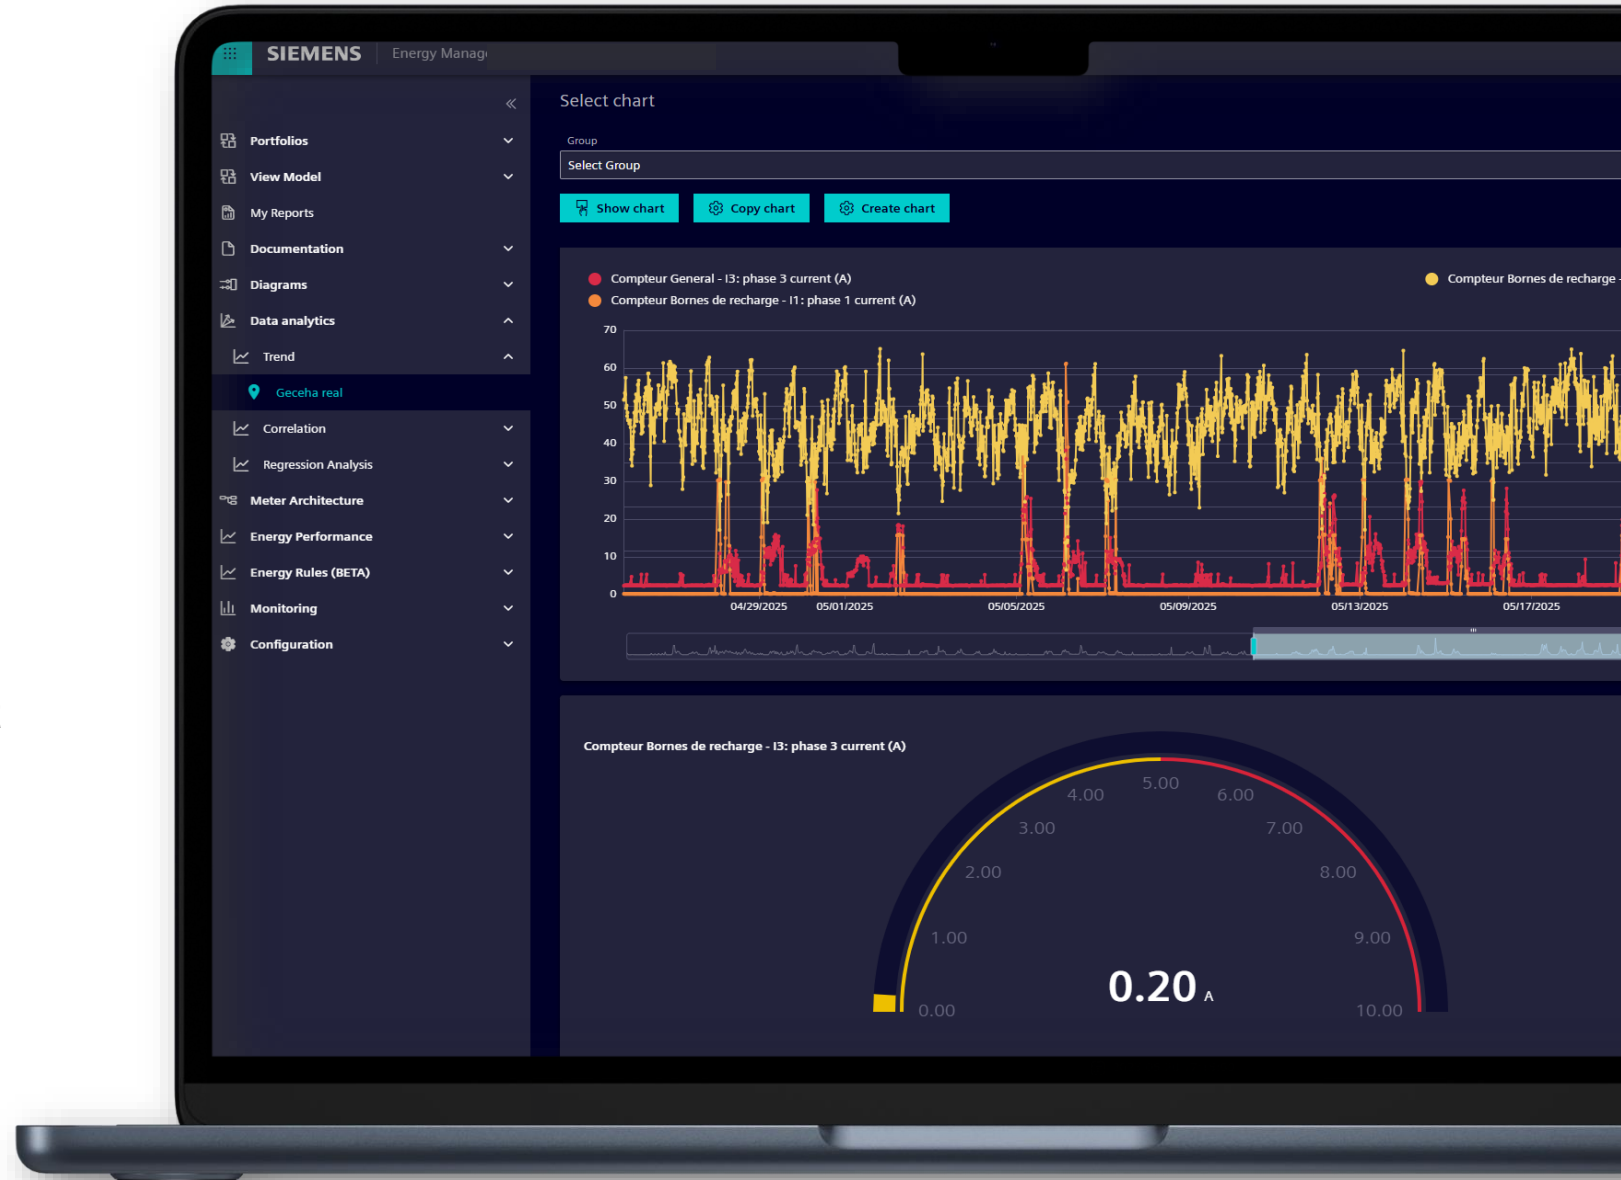 SIEMENS
Energy Manag
Select chart
Group
Select Group
Show chart
Copy chart
Create chart
Portfolios
View Model
My Reports
Documentation
Diagrams
Data analytics
Trend
Geceha real
Correlation
Regression Analysis
Meter Architecture
Energy Performance
Energy Rules (BETA)
Monitoring
Configuration
Compteur General - I3: phase 3 current (A)
Compteur Bornes de recharge -
Compteur Bornes de recharge - I1: phase 1 current (A)
70
60
50
40
30
20
10
0
04/29/2025
05/01/2025
05/05/2025
05/09/2025
05/13/2025
05/17/2025
Compteur Bornes de recharge - I3: phase 3 current (A)
0.00
1.00
2.00
3.00
4.00
5.00
6.00
7.00
8.00
9.00
10.00
0.20 A